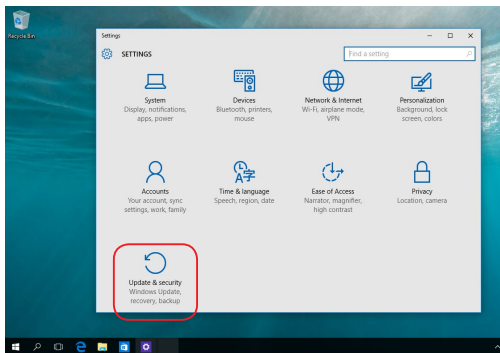 Recycle Bin
Settings
SETTINGS
Find a setting
System
Display, notifications,
apps, power
Devices
Bluetooth, printers,
mouse
Network & Internet
Wi-Fi, airplane mode,
VPN
Personalization
Background, lock
screen, colors
Accounts
Your account, sync
settings, work, family
Time & language
Speech, region, date
Ease of Access
Narrator, magnifier,
high contrast
Privacy
Location, camera
Update & security
Windows Update,
recovery, backup